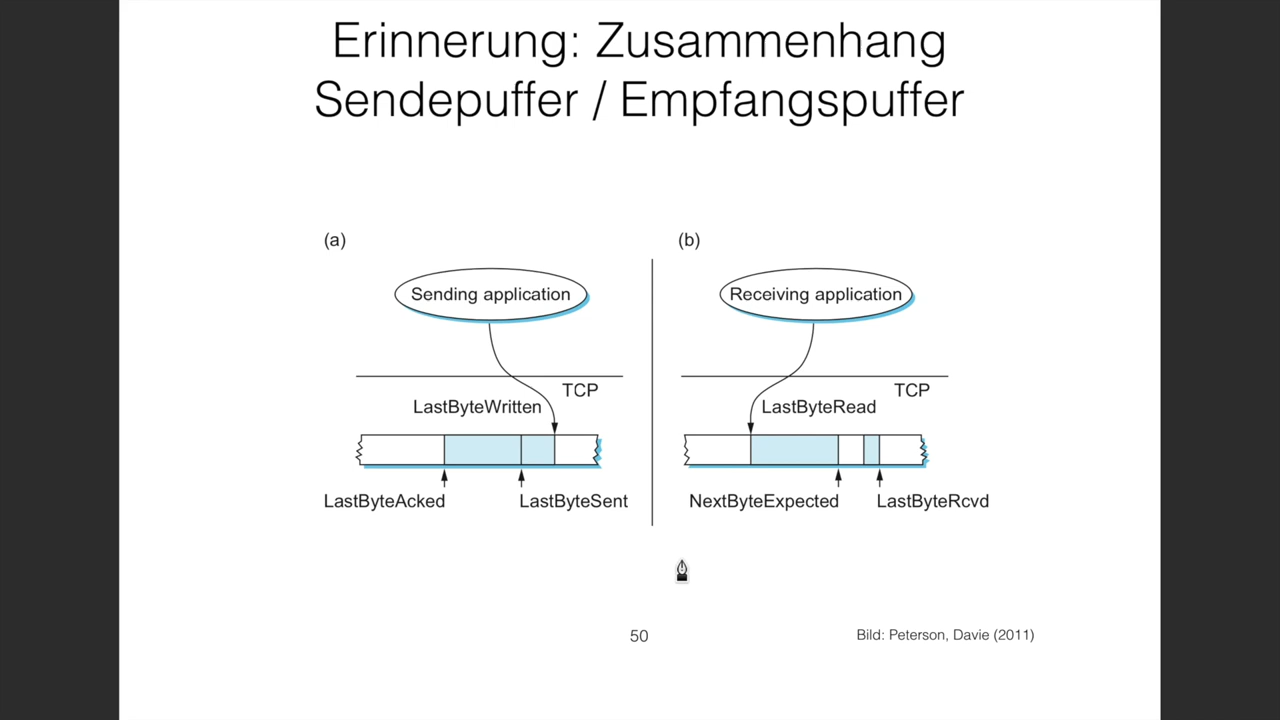 Erinnerung: Zusammenhang
Sendepuffer / Empfangspuffer
(a)
Sending application
TCP
LastByteWritten
LastByteAcked
LastByteSent
(b)
Receiving application
TCP
LastByteRead
NextByteExpected
LastByteRcvd
50
Bild: Peterson, Davie (2011)